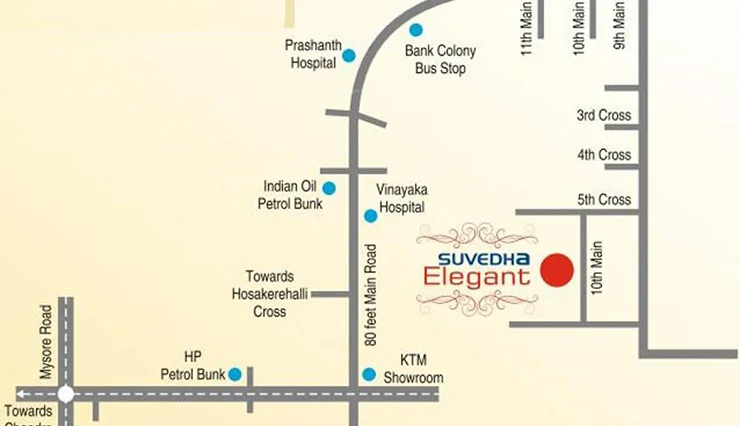 11th Main
10th Main
9th Main
Prashanth
Hospital
Bank Colony
Bus Stop
3rd Cross
4th Cross
5th Cross
Indian Oil
Petrol Bunk
Vinayaka
Hospital
SUVEDHa
Elegant
10th Main
80 feet Main Road
Towards
Hosakerehalli
Cross
Mysore Road
HP
Petrol Bunk
KTM
Showroom
Towards